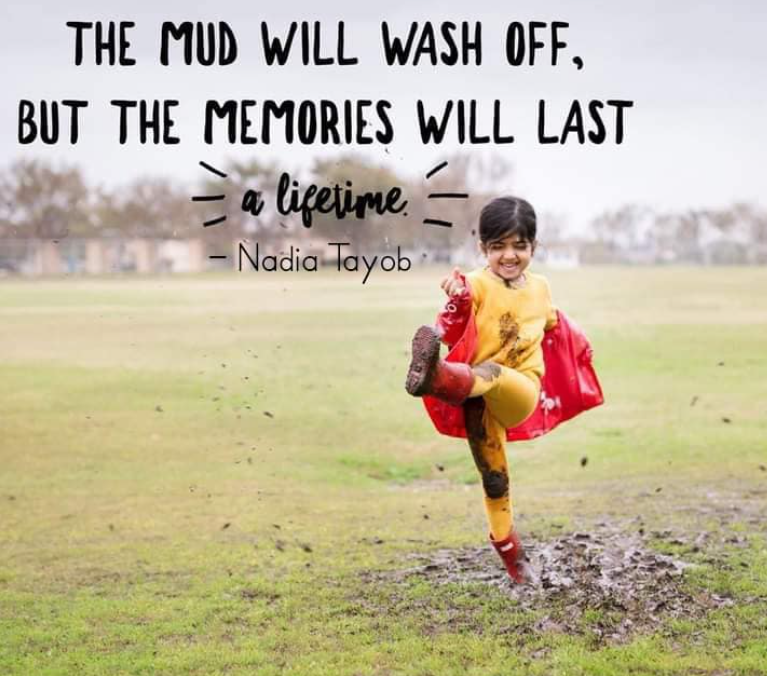 THE MUD WILL WASH OFF,
BUT THE MEMORIES WILL LAST
a lifetime.
– Nadia Tayob